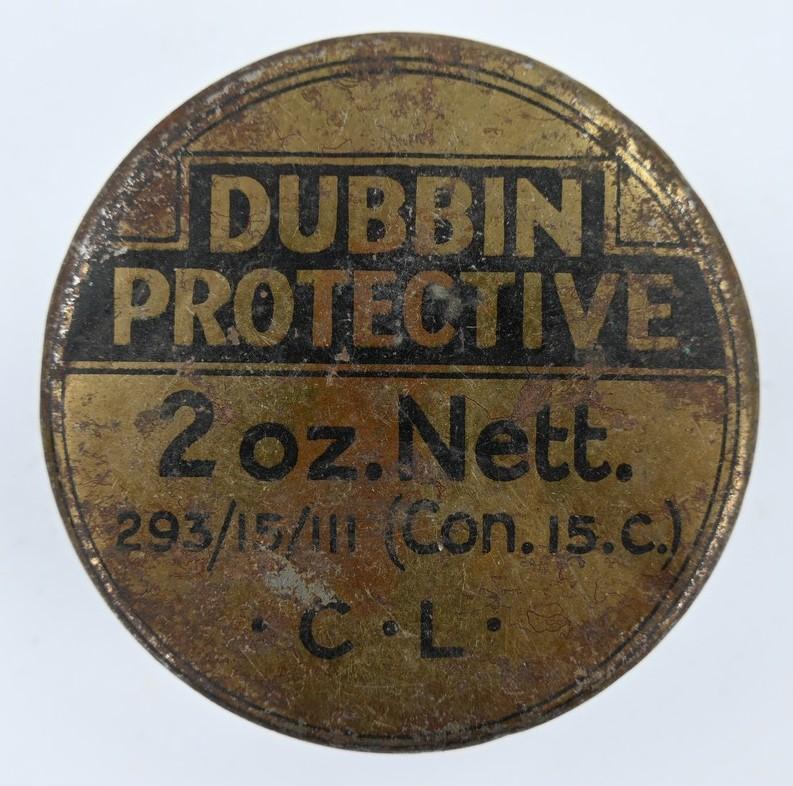 DUBBIN
PROTECTIVE
2 oz. Nett.
293/15/111 (Con. 15.C.)
· C · L ·